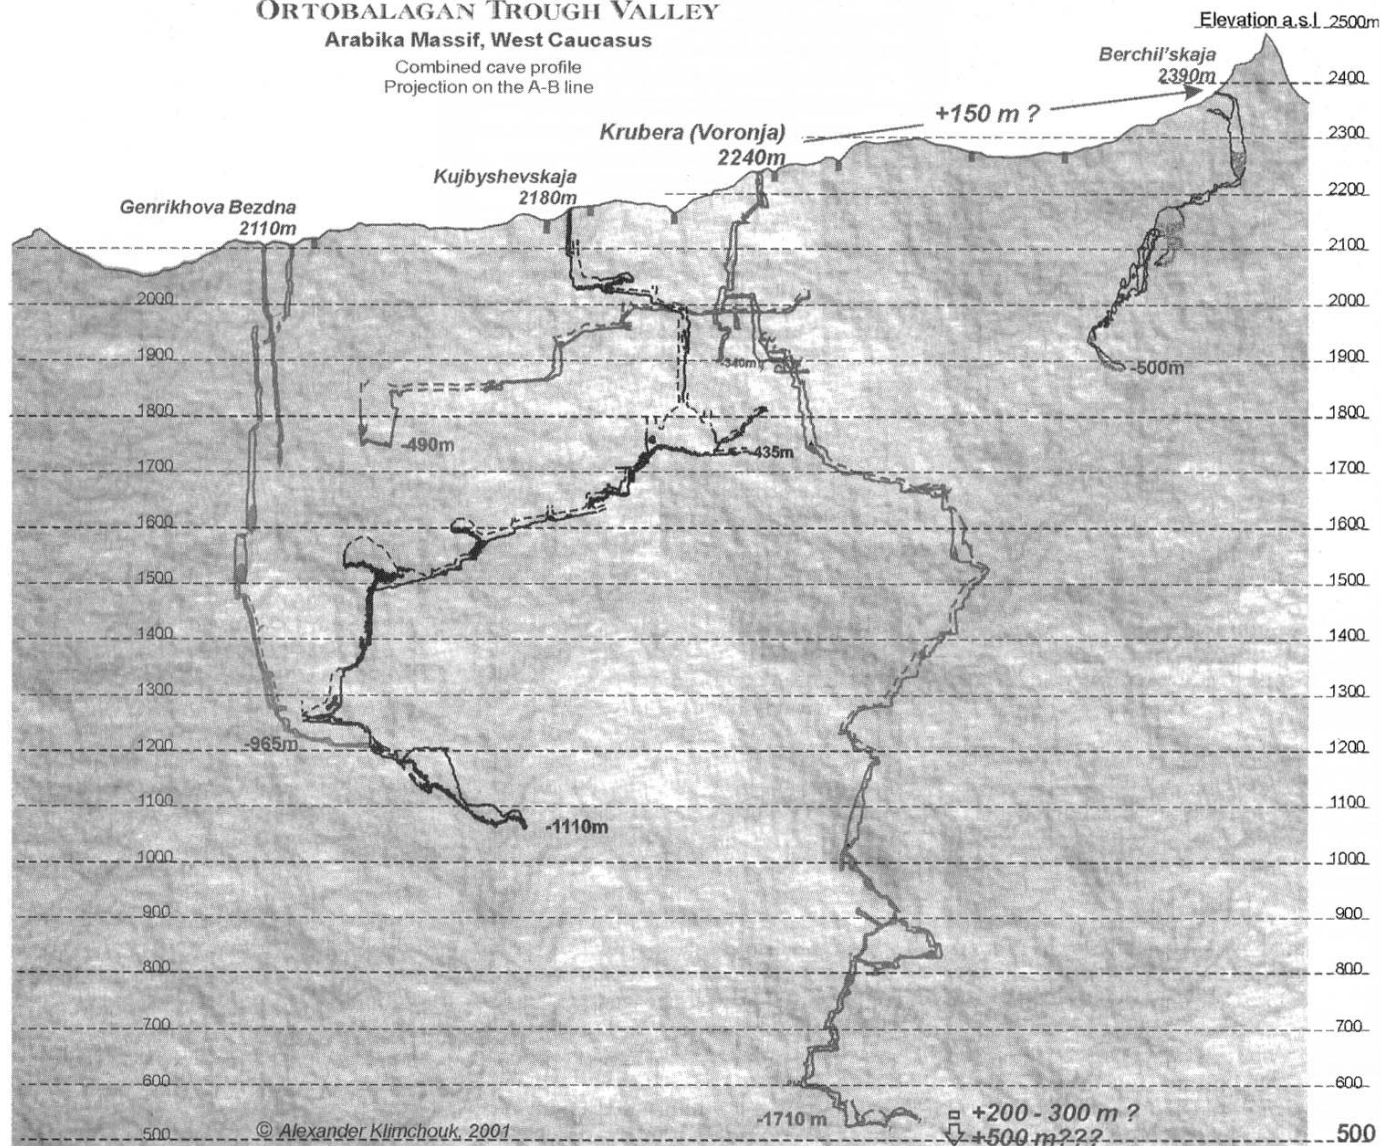 ORTOBALAGAN TROUGH VALLEY
Arabika Massif, West Caucasus
Combined cave profile
Projection on the A-B line
Elevation a.s.l 2500m
Berchil'skaja
2390m
2400
+150 m ?
Krubera (Voronja)
2240m
2300
Kujbyshevskaja
2180m
2200
Genrikhova Bezdna
2110m
2100
2000
2000
1900
1900
-340m
-500m
1800
1800
-490m
435m
1700
1700
1600
1600
1500
1500
1400
1400
1300
1300
-965m
1200
1200
1100
1100
-1110m
1000
1000
900
900
800
800
700
700
600
600
-1710 m
+200 - 300 m ?
+500 m???
500
© Alexander Klimchouk, 2001
500